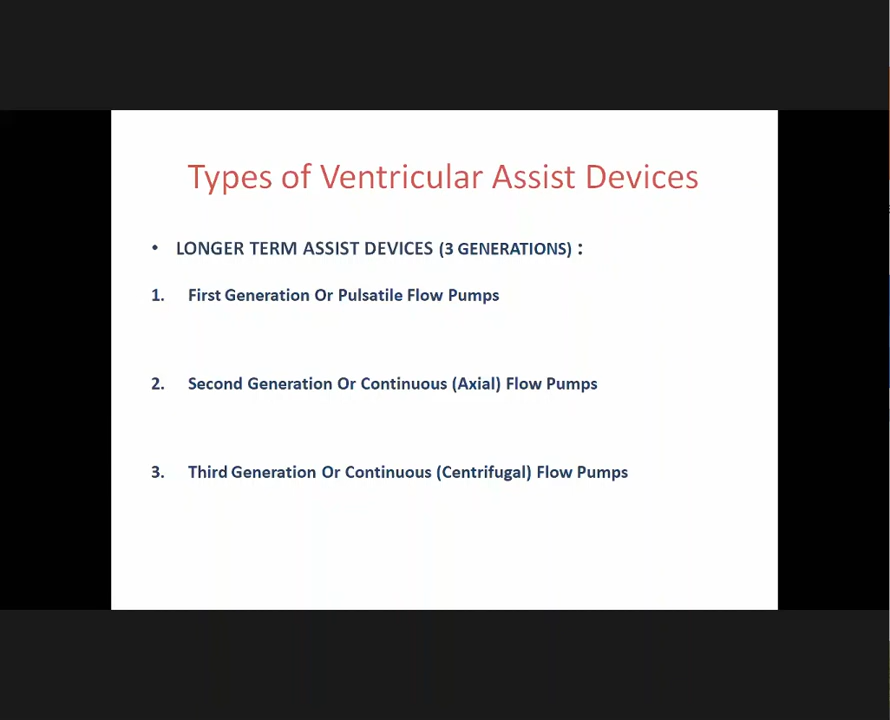 Types of Ventricular Assist Devices
• LONGER TERM ASSIST DEVICES (3 GENERATIONS) :
1. First Generation Or Pulsatile Flow Pumps
2. Second Generation Or Continuous (Axial) Flow Pumps
3. Third Generation Or Continuous (Centrifugal) Flow Pumps